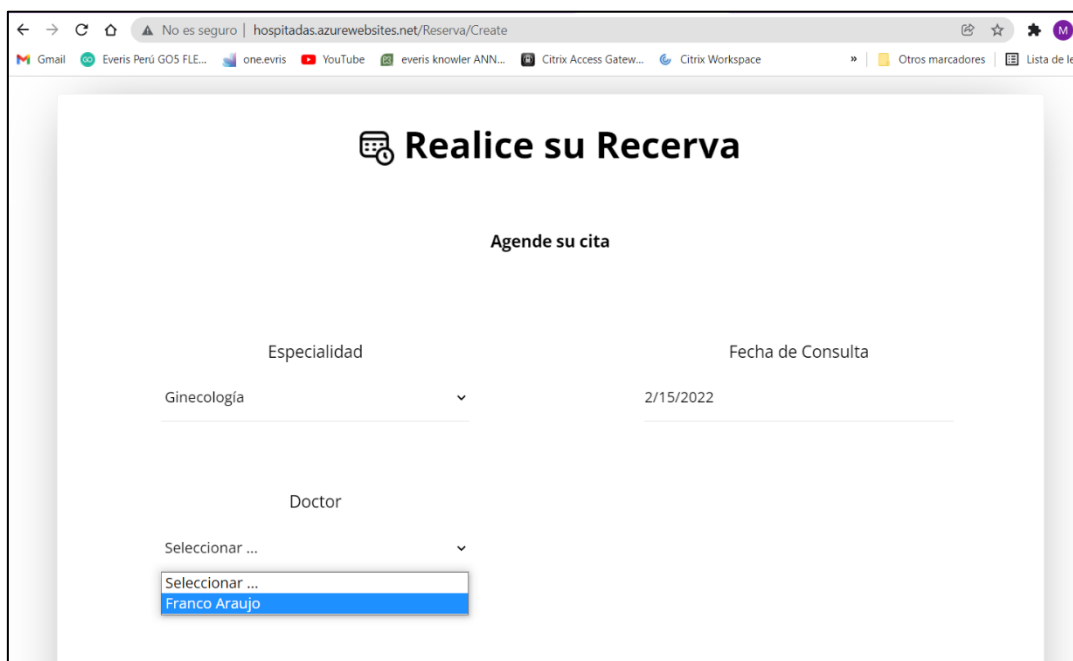 No es seguro | hospitadas.azurewebsites.net/Reserva/Create
M
Gmail Everis Perú GO5 FLE... one.evris YouTube everis knowler ANN... Citrix Access Gatew... Citrix Workspace » Otros marcadores Lista de le
Realice su Recerva
Agende su cita
Especialidad
Fecha de Consulta
Ginecología
2/15/2022
Doctor
Seleccionar ...
Seleccionar ...
Franco Araujo